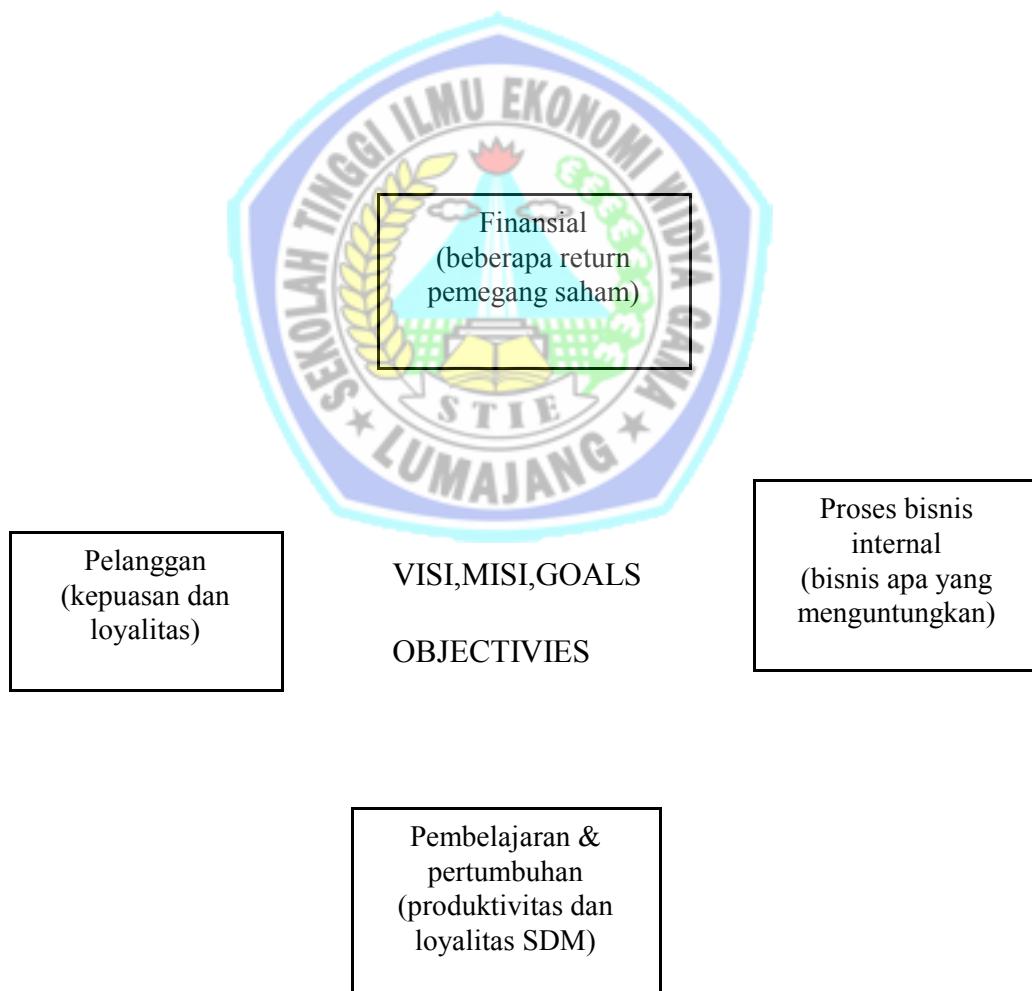 SEKOLAH TINGGI ILMU EKONOMI WIDYA GAMA
Finansial
(beberapa return
pemegang saham)
STIE
LUMAJANG
Proses bisnis
internal
(bisnis apa yang
menguntungkan)
Pelanggan
(kepuasan dan
loyalitas)
VISI,MISI,GOALS
OBJECTIVIES
Pembelajaran &
pertumbuhan
(produktivitas dan
loyalitas SDM)